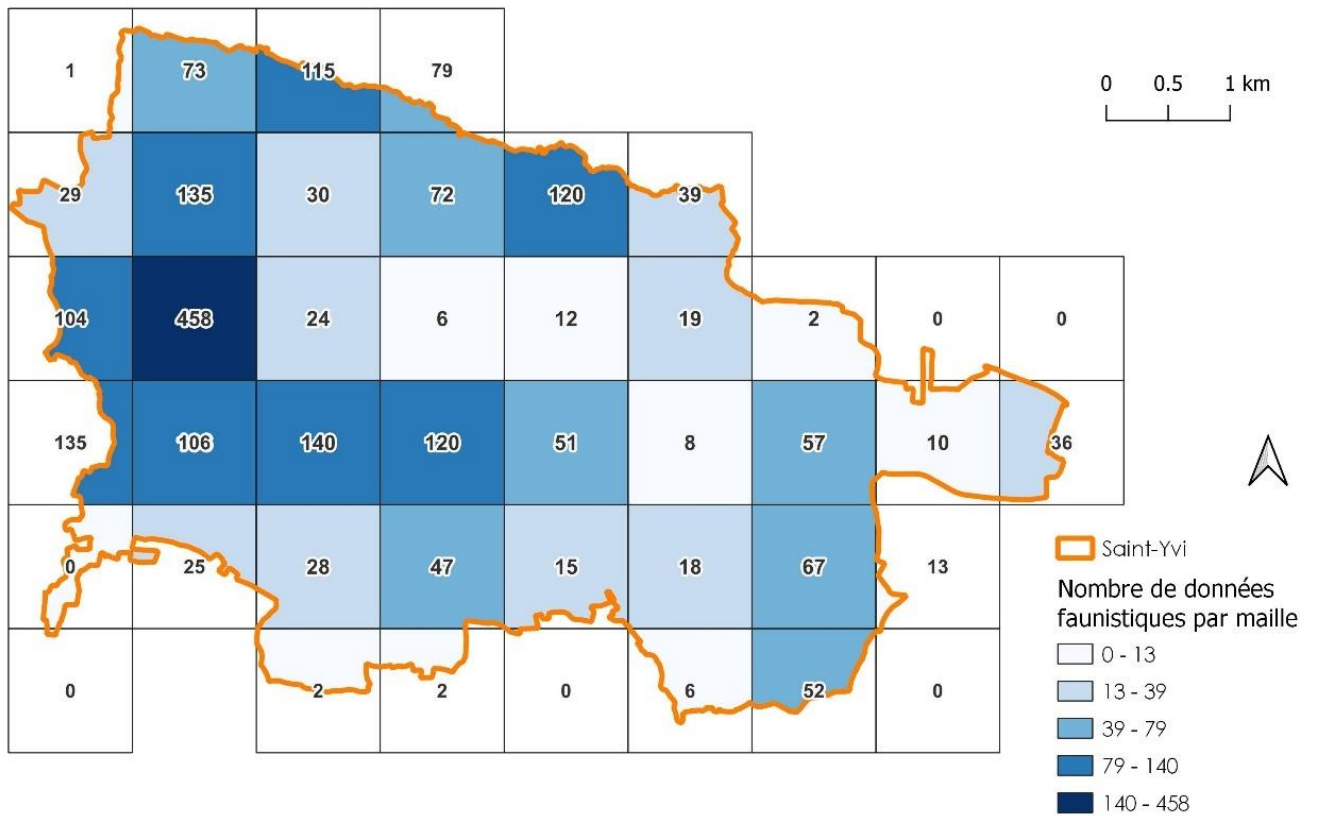 1 73 115 79
0 0.5 1 km
29 135 30 72 120 39
104 458 24 6 12 19 2 0 0
135 106 140 120 51 8 57 10 36
0 25 28 47 15 18 67 13
0 2 2 0 6 52 0
Saint-Yvi
Nombre de données
faunistiques par maille
0 - 13
13 - 39
39 - 79
79 - 140
140 - 458